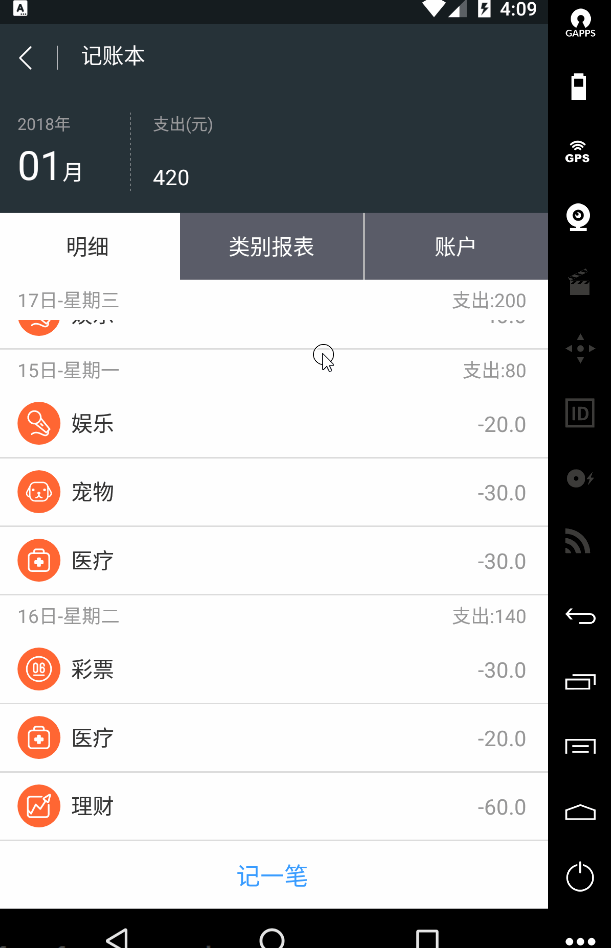 A
4:09
记账本
2018年
支出(元)
01月
420
明细
类别报表
账户
17日-星期三
支出:200
15日-星期一
支出:80
娱乐
-20.0
宠物
-30.0
医疗
-30.0
16日-星期二
支出:140
彩票
-30.0
医疗
-20.0
理财
-60.0
记一笔
GAPPS
GPS
ID